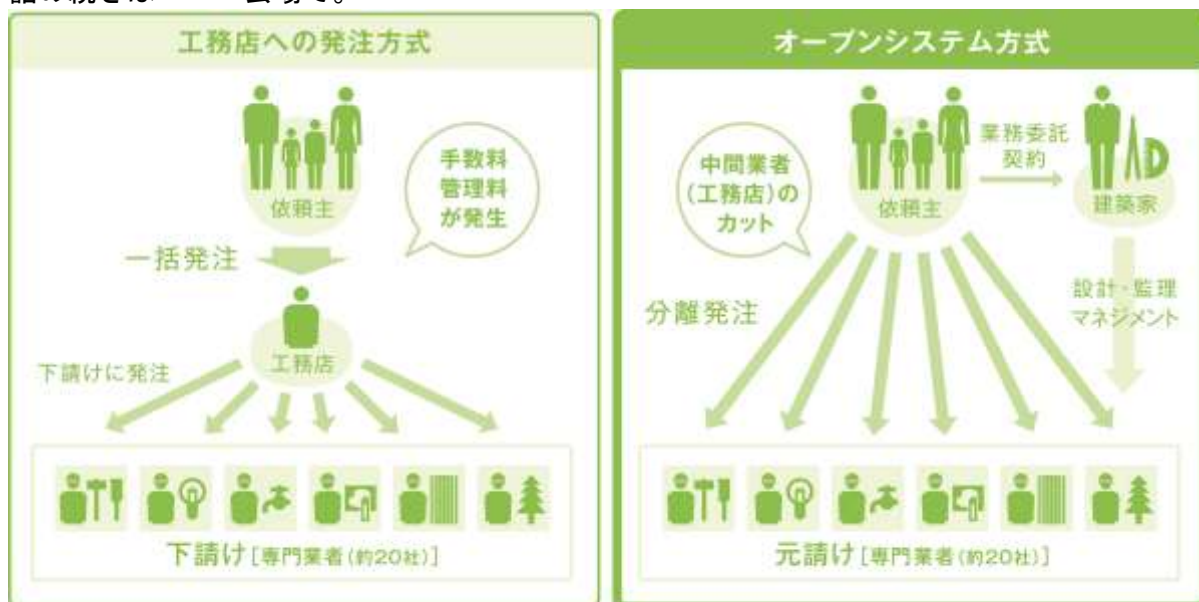 工務店への発注方式
依頼主
手数料
管理料
が発生
一括発注
工務店
下請けに発注
下請け[専門業者(約20社)]
オープンシステム方式
中間業者
(工務店)の
カット
依頼主
業務委託
契約
建築家
分離発注
設計・監理
マネジメント
元請け[専門業者(約20社)]